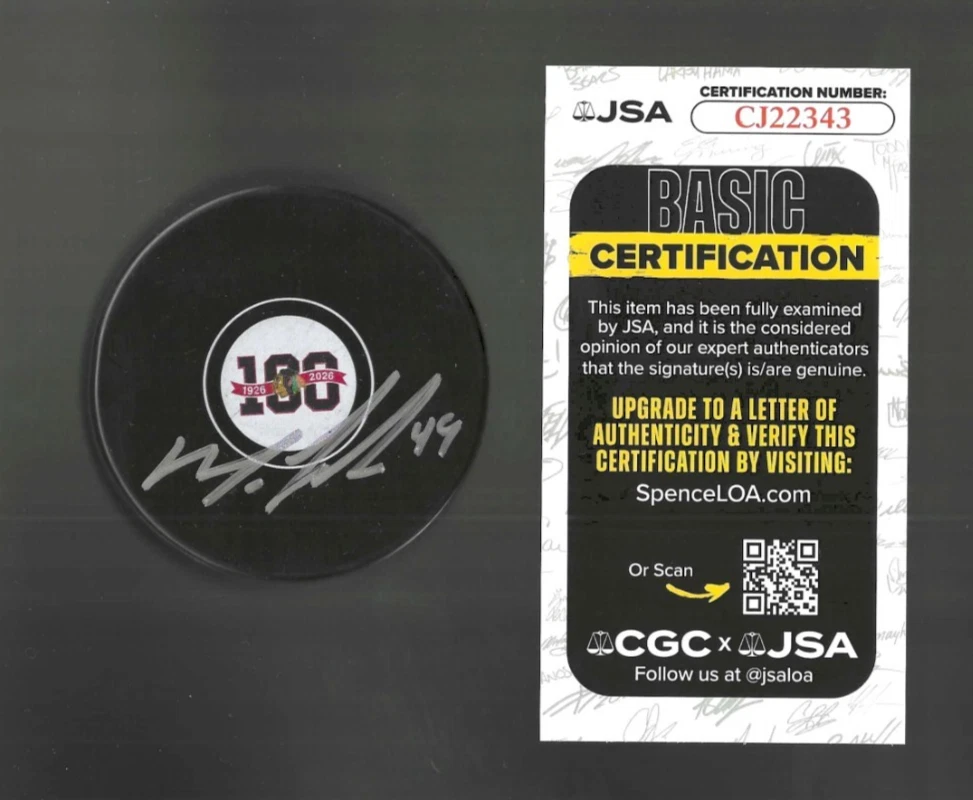 100
1926 2026
49
JSA
CERTIFICATION NUMBER:
CJ22343
BASIC
CERTIFICATION
This item has been fully examined
by JSA, and it is the considered
opinion of our expert authenticators
that the signature(s) is/are genuine.
UPGRADE TO A LETTER OF
AUTHENTICITY & VERIFY THIS
CERTIFICATION BY VISITING:
SpenceLOA.com
Or Scan
CGC x JSA
Follow us at @jsaloa